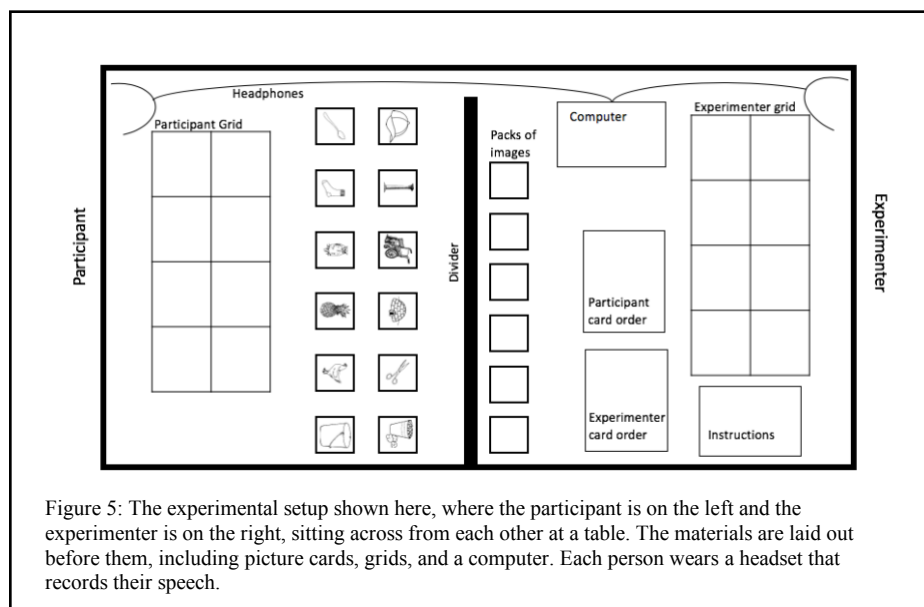 Headphones
Participant Grid
Participant
Divider
Packs of
images
Computer
Experimenter grid
Participant
card order
Experimenter
card order
Instructions
Experimenter
Figure 5: The experimental setup shown here, where the participant is on the left and the
experimenter is on the right, sitting across from each other at a table. The materials are laid out
before them, including picture cards, grids, and a computer. Each person wears a headset that
records their speech.